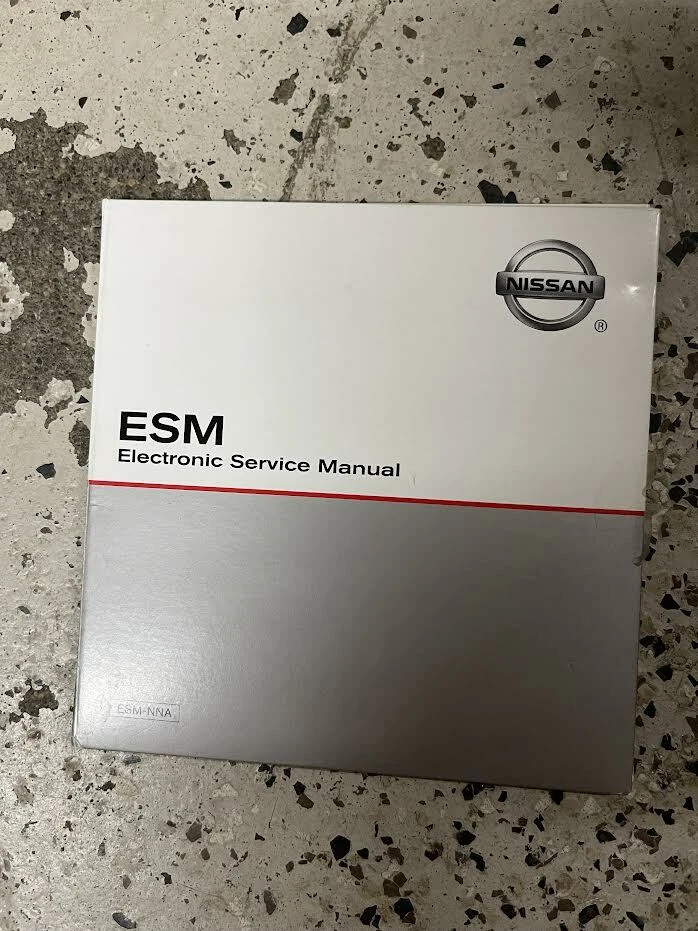 NISSAN
®
ESM
Electronic Service Manual
ESM-NNA